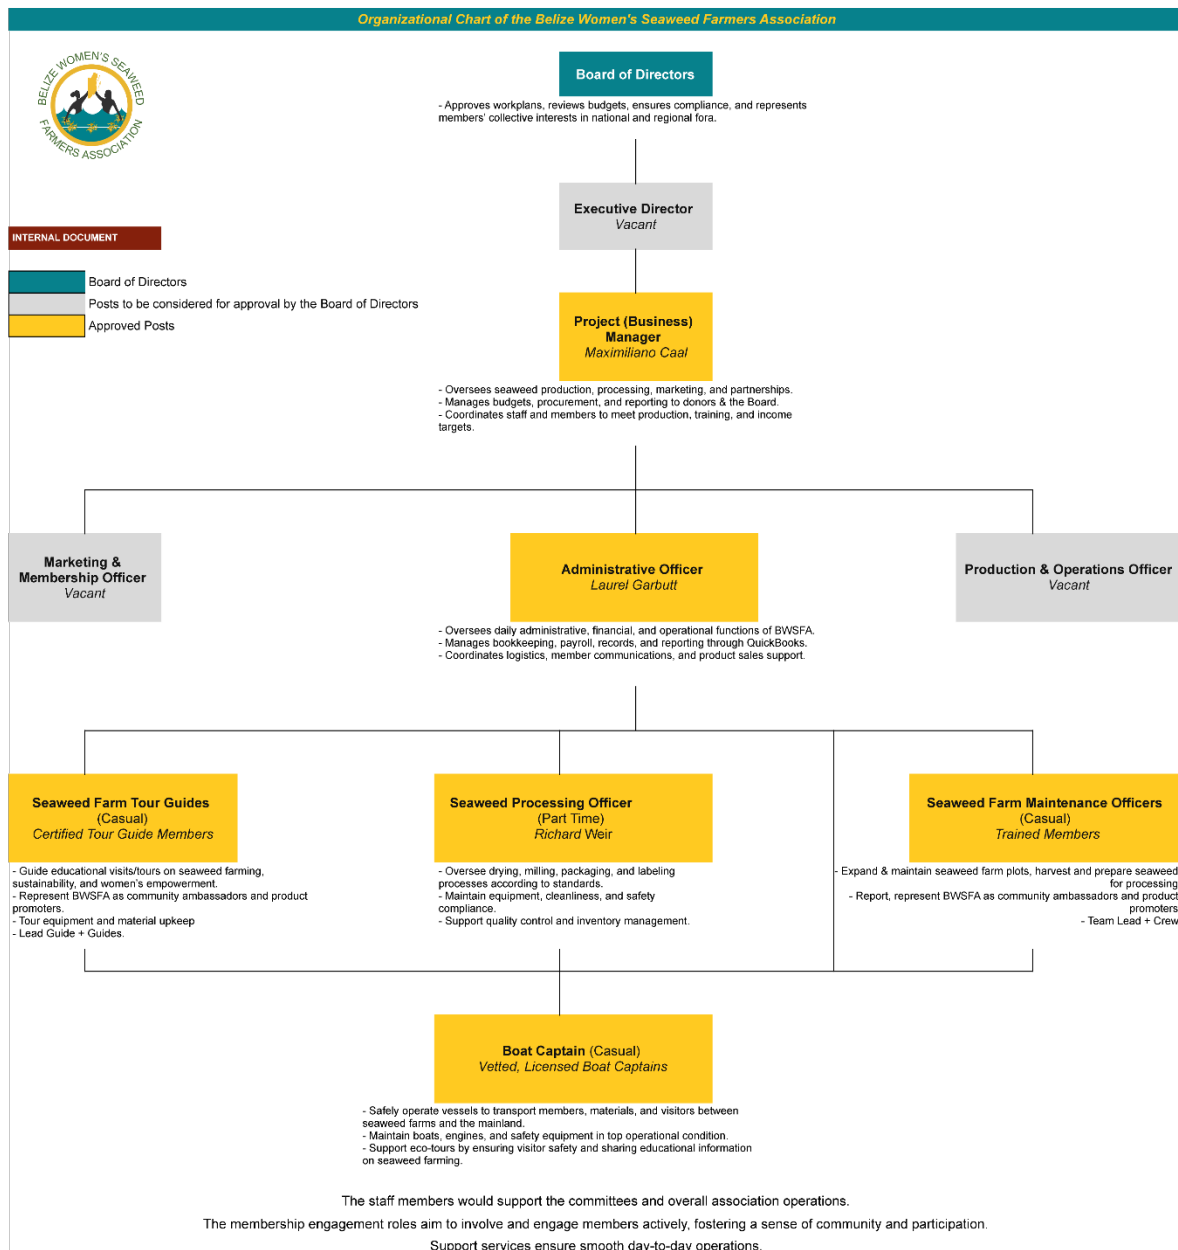 Organizational Chart of the Belize Women's Seaweed Farmers Association
BELIZE WOMEN'S SEAWEED
FARMERS ASSOCIATION
Board of Directors
- Approves workplans, reviews budgets, ensures compliance, and represents
members' collective interests in national and regional fora.
Executive Director
Vacant
INTERNAL DOCUMENT
Board of Directors
Posts to be considered for approval by the Board of Directors
Approved Posts
Project (Business)
Manager
Maximiliano Caal
- Oversees seaweed production, processing, marketing, and partnerships.
- Manages budgets, procurement, and reporting to donors & the Board.
- Coordinates staff and members to meet production, training, and income
targets.
Marketing &
Membership Officer
Vacant
Administrative Officer
Laurel Garbutt
Production & Operations Officer
Vacant
- Oversees daily administrative, financial, and operational functions of BWSFA.
- Manages bookkeeping, payroll, records, and reporting through QuickBooks.
- Coordinates logistics, member communications, and product sales support.
Seaweed Farm Tour Guides
(Casual)
Certified Tour Guide Members
- Guide educational visits/tours on seaweed farming,
sustainability, and women's empowerment.
- Represent BWSFA as community ambassadors and product
promoters.
- Tour equipment and material upkeep
- Lead Guide + Guides.
Seaweed Processing Officer
(Part Time)
Richard Weir
- Oversee drying, milling, packaging, and labeling
processes according to standards.
- Maintain equipment, cleanliness, and safety
compliance.
- Support quality control and inventory management.
Seaweed Farm Maintenance Officers
(Casual)
Trained Members
- Expand & maintain seaweed farm plots, harvest and prepare seaweed
for processing
- Report, represent BWSFA as community ambassadors and product
promoters
- Team Lead + Crew
Boat Captain (Casual)
Vetted, Licensed Boat Captains
- Safely operate vessels to transport members, materials, and visitors between
seaweed farms and the mainland.
- Maintain boats, engines, and safety equipment in top operational condition.
- Support eco-tours by ensuring visitor safety and sharing educational information
on seaweed farming.
The staff members would support the committees and overall association operations.
The membership engagement roles aim to involve and engage members actively, fostering a sense of community and participation.
Support services ensure smooth day-to-day operations.